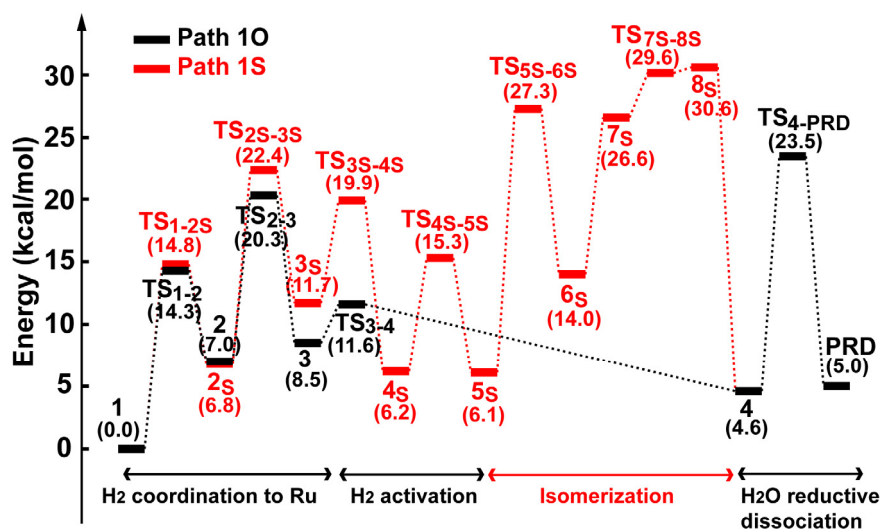 Path 1O
Path 1S
Energy (kcal/mol)
30
25
20
15
10
5
0
1
(0.0)
TS1-2S
(14.8)
TS1-2
(14.3)
2
(7.0)
2S
(6.8)
TS2S-3S
(22.4)
TS2-3
(20.3)
3S
(11.7)
3
(8.5)
TS3S-4S
(19.9)
TS3-4
(11.6)
4S
(6.2)
TS4S-5S
(15.3)
5S
(6.1)
TS5S-6S
(27.3)
6S
(14.0)
7S
(26.6)
TS7S-8S
(29.6)
8S
(30.6)
4
(4.6)
TS4-PRD
(23.5)
PRD
(5.0)
H2 coordination to Ru
H2 activation
Isomerization
H2O reductive
dissociation